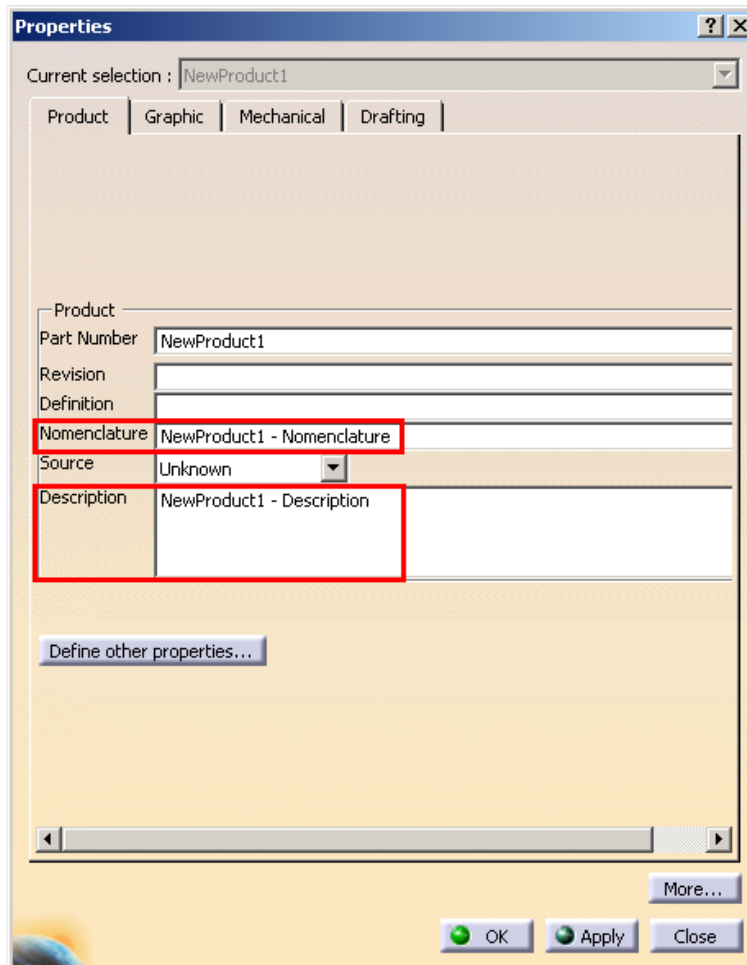 Properties
Current selection : NewProduct1
Product Graphic Mechanical Drafting
Product
Part Number NewProduct1
Revision
Definition
Nomenclature NewProduct1 - Nomenclature
Source Unknown
Description NewProduct1 - Description
Define other properties...
More...
OK Apply Close